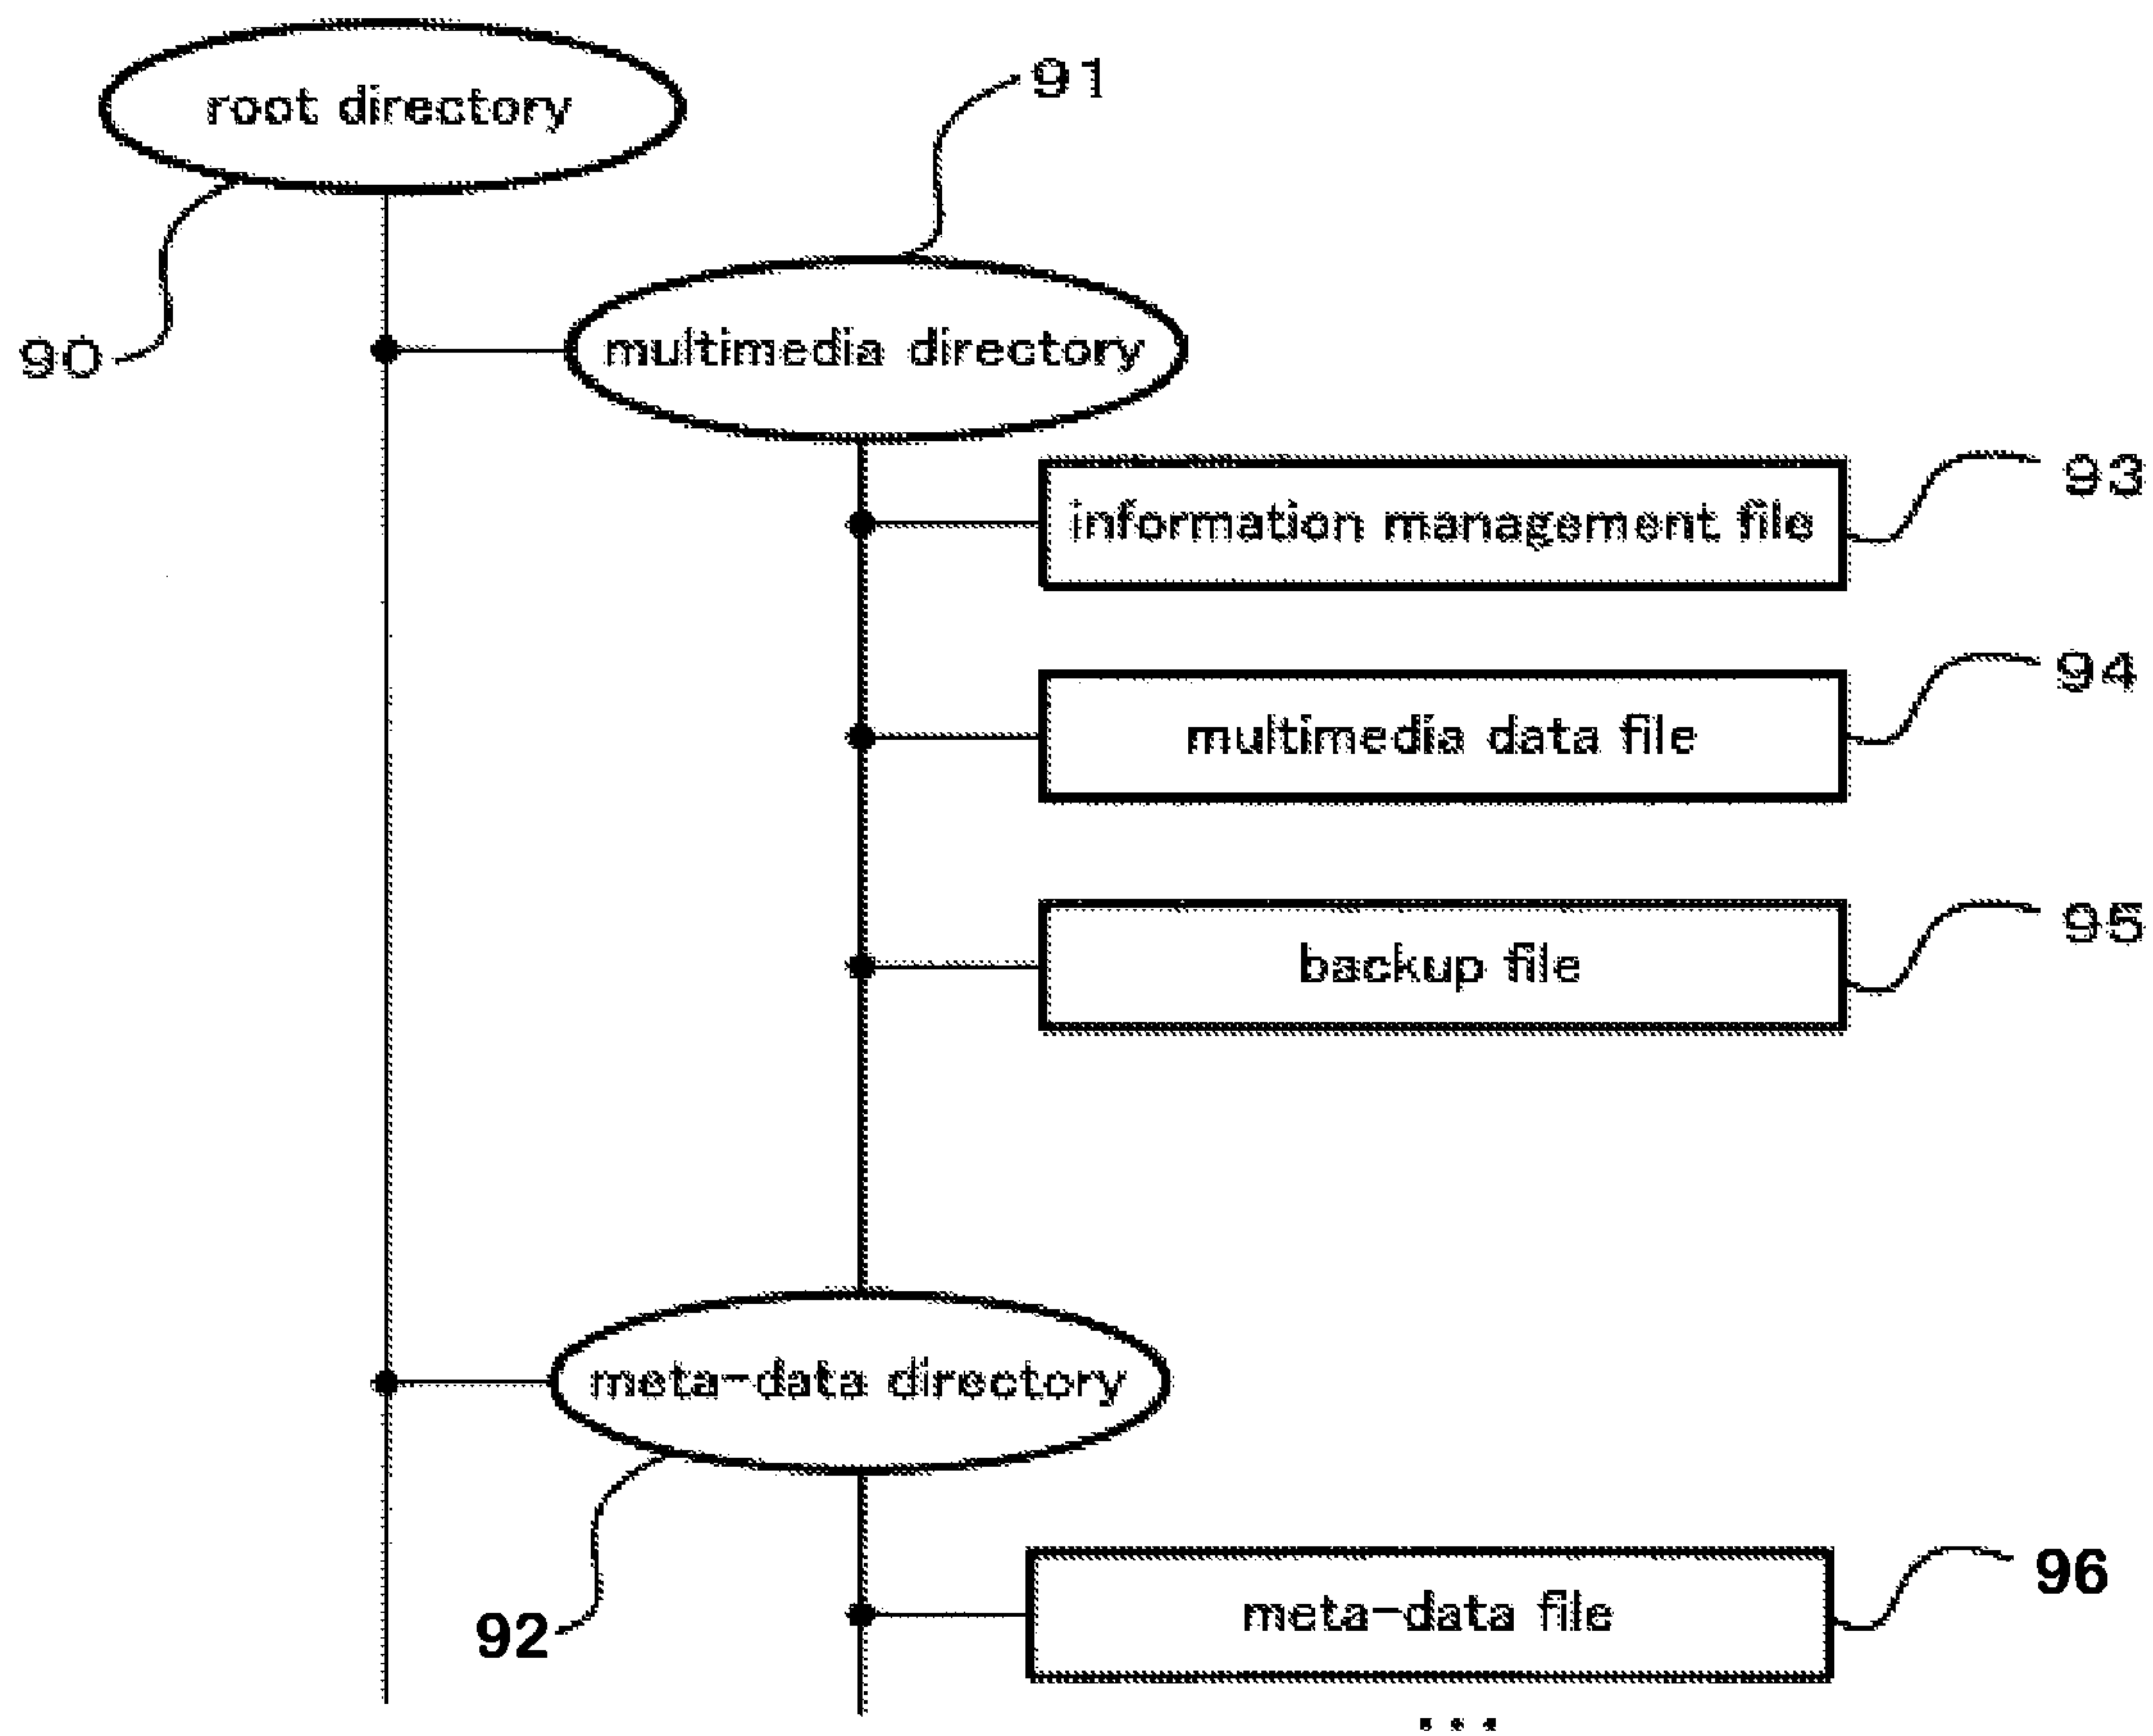 root directory
91
90
multimedia directory
93
information management file
94
multimedia data file
95
backup file
meta-data directory
92
96
meta-data file
...